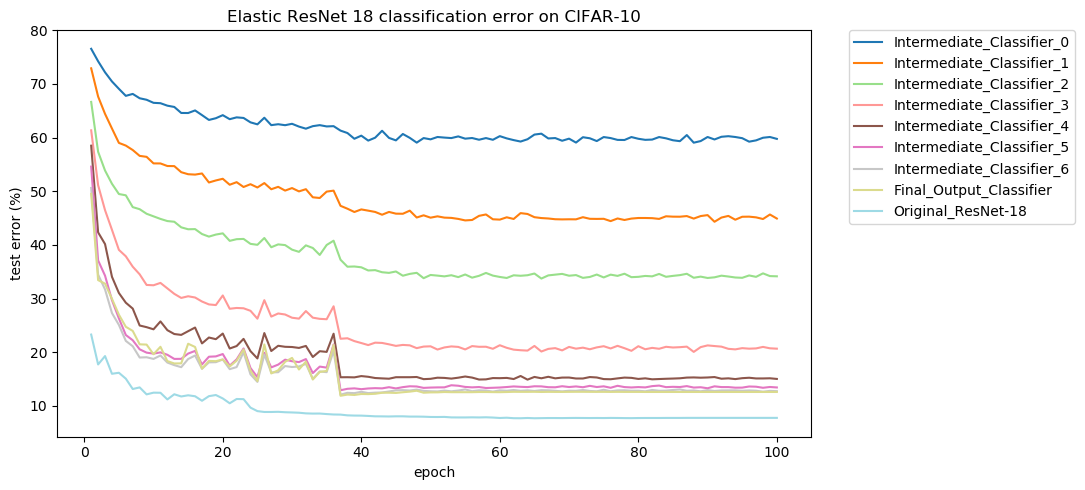 Elastic ResNet 18 classification error on CIFAR-10
80
70
60
50
40
30
20
10
test error (%)
0
20
40
60
80
100
epoch
Intermediate_Classifier_0
Intermediate_Classifier_1
Intermediate_Classifier_2
Intermediate_Classifier_3
Intermediate_Classifier_4
Intermediate_Classifier_5
Intermediate_Classifier_6
Final_Output_Classifier
Original_ResNet-18